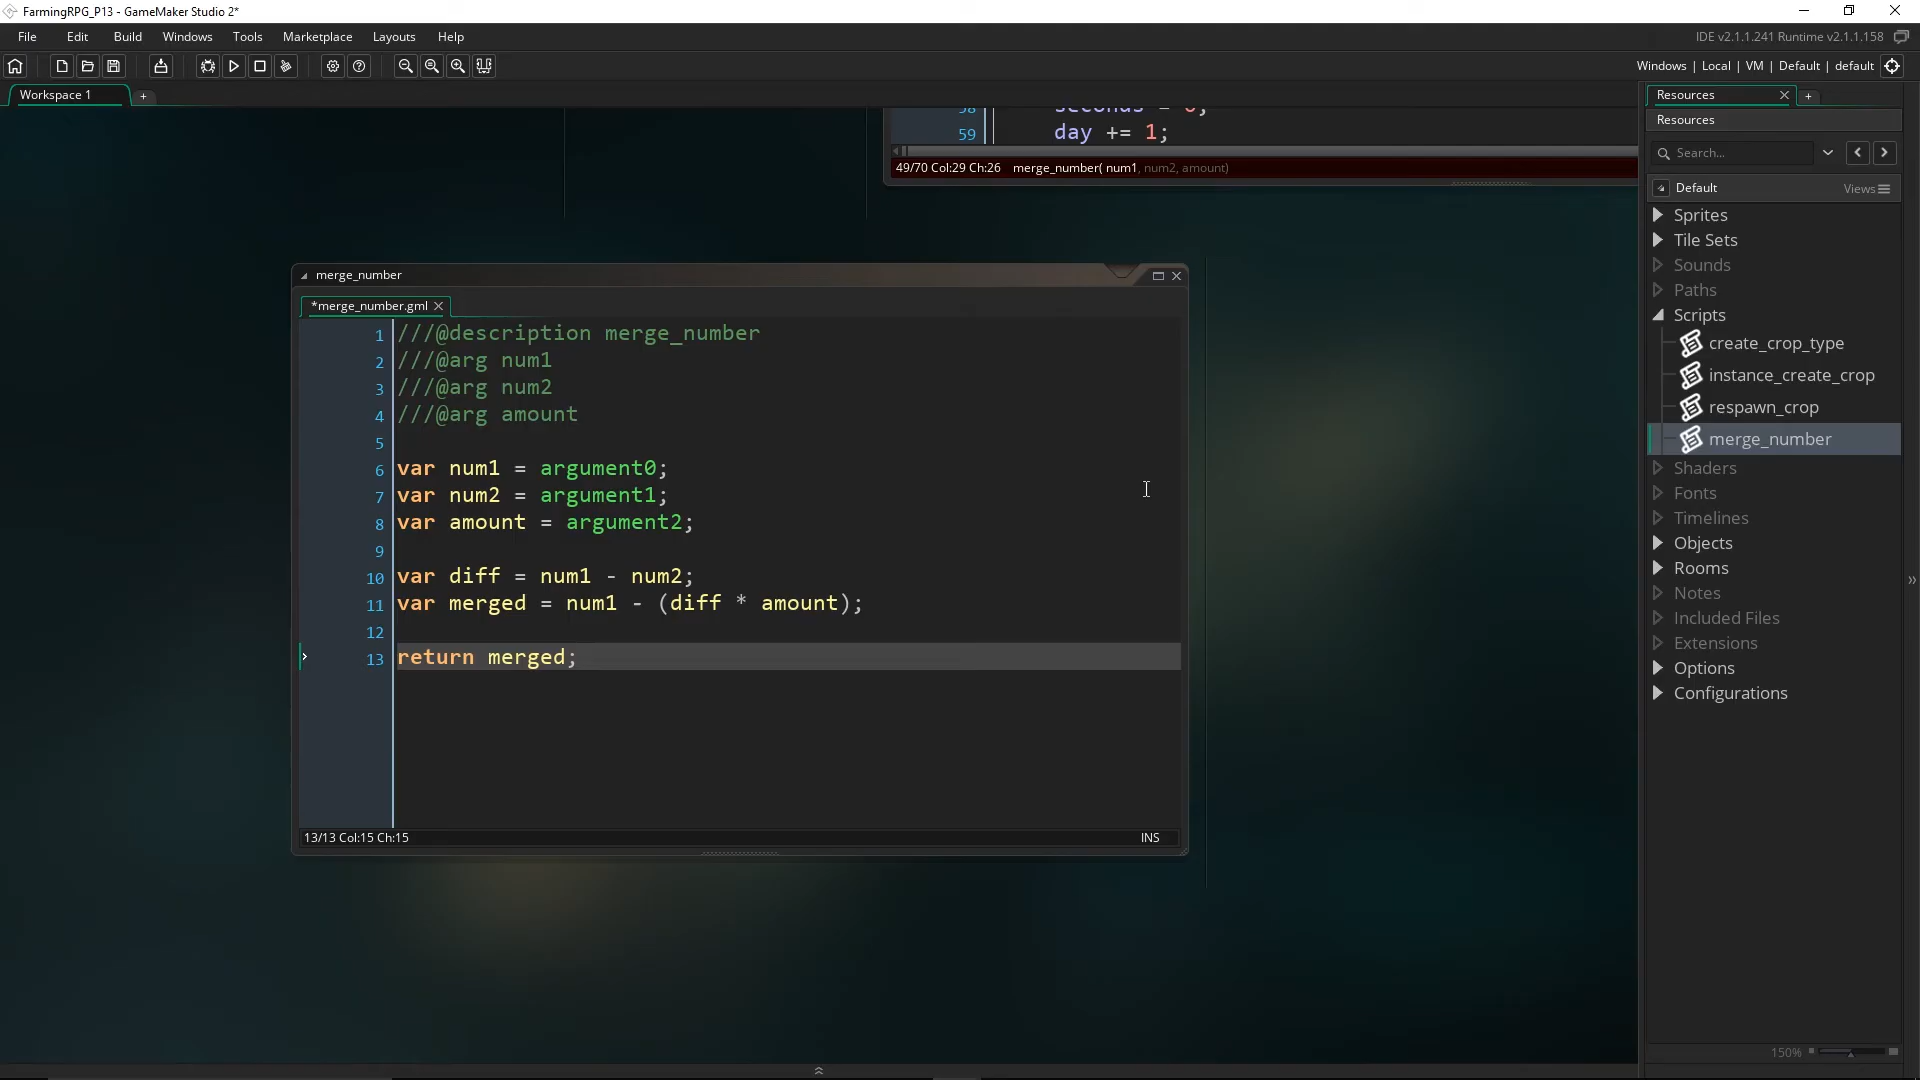 FarmingRPG_P13 - GameMaker Studio 2*
File Edit Build Windows Tools Marketplace Layouts Help
IDE v2.1.1.241 Runtime v2.1.1.158
Windows | Local | VM | Default | default
Workspace 1
+
59 day += 1;
49/70 Col:29 Ch:26 merge_number( num1, num2, amount)
merge_number
*merge_number.gml
1 ///@description merge_number
2 ///@arg num1
3 ///@arg num2
4 ///@arg amount
5
6 var num1 = argument0;
7 var num2 = argument1;
8 var amount = argument2;
9
10 var diff = num1 - num2;
11 var merged = num1 - (diff * amount);
12
13 return merged;
13/13 Col:15 Ch:15 INS
Resources
+
Resources
Search...
Default Views
Sprites
Tile Sets
Sounds
Paths
Scripts
create_crop_type
instance_create_crop
respawn_crop
merge_number
Shaders
Fonts
Timelines
Objects
Rooms
Notes
Included Files
Extensions
Options
Configurations
150%